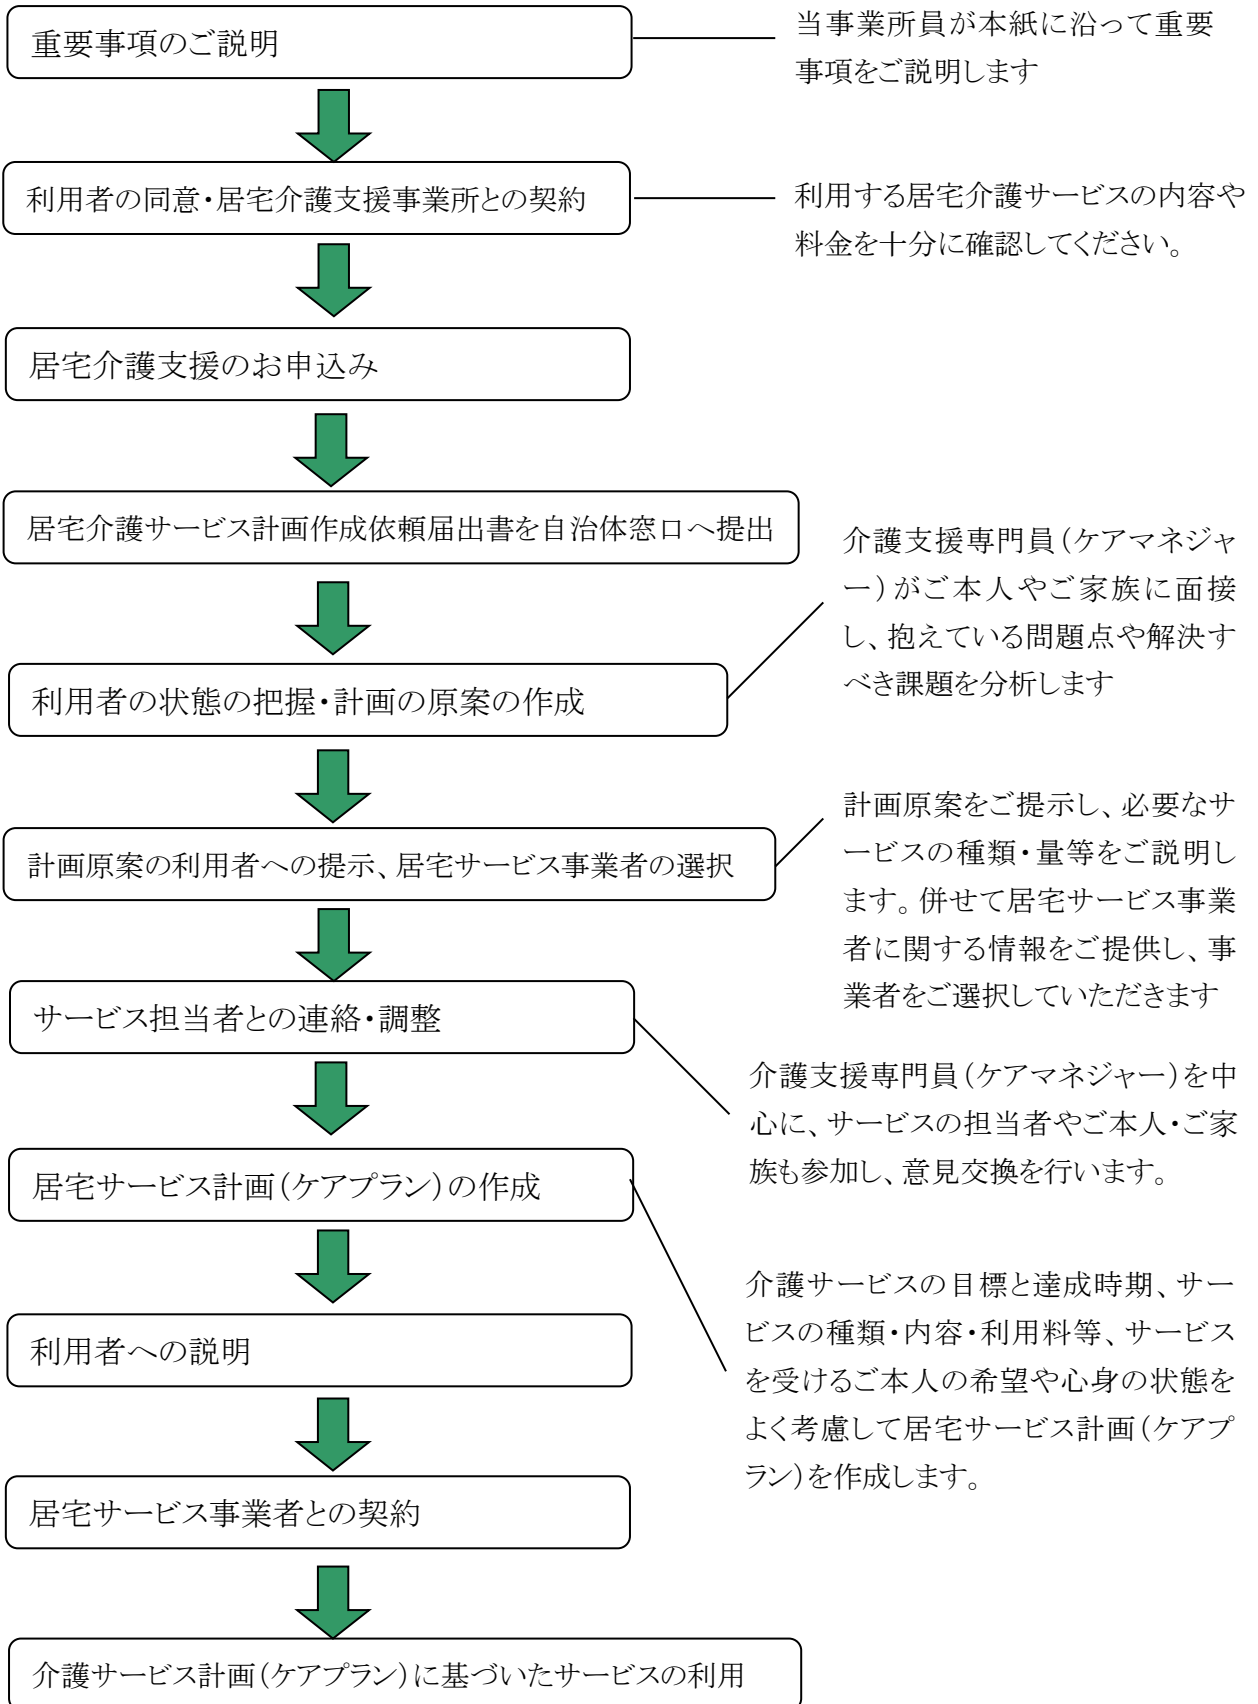 重要事項のご説明
当事業所員が本紙に沿って重要
事項をご説明します
利用者の同意・居宅介護支援事業所との契約
利用する居宅介護サービスの内容や
料金を十分に確認してください。
居宅介護支援のお申込み
居宅介護サービス計画作成依頼届出書を自治体窓口へ提出
利用者の状態の把握・計画の原案の作成
介護支援専門員(ケアマネジャ
ー)がご本人やご家族に面接
し、抱えている問題点や解決す
べき課題を分析します
計画原案の利用者への提示、居宅サービス事業者の選択
計画原案をご提示し、必要なサ
ービスの種類・量等をご説明し
ます。併せて居宅サービス事業
者に関する情報をご提供し、事
業者をご選択していただきます
サービス担当者との連絡・調整
介護支援専門員(ケアマネジャー)を中
心に、サービスの担当者やご本人・ご家
族も参加し、意見交換を行います。
居宅サービス計画(ケアプラン)の作成
介護サービスの目標と達成時期、サー
ビスの種類・内容・利用料等、サービス
を受けるご本人の希望や心身の状態を
よく考慮して居宅サービス計画(ケアプ
ラン)を作成します。
利用者への説明
居宅サービス事業者との契約
介護サービス計画(ケアプラン)に基づいたサービスの利用